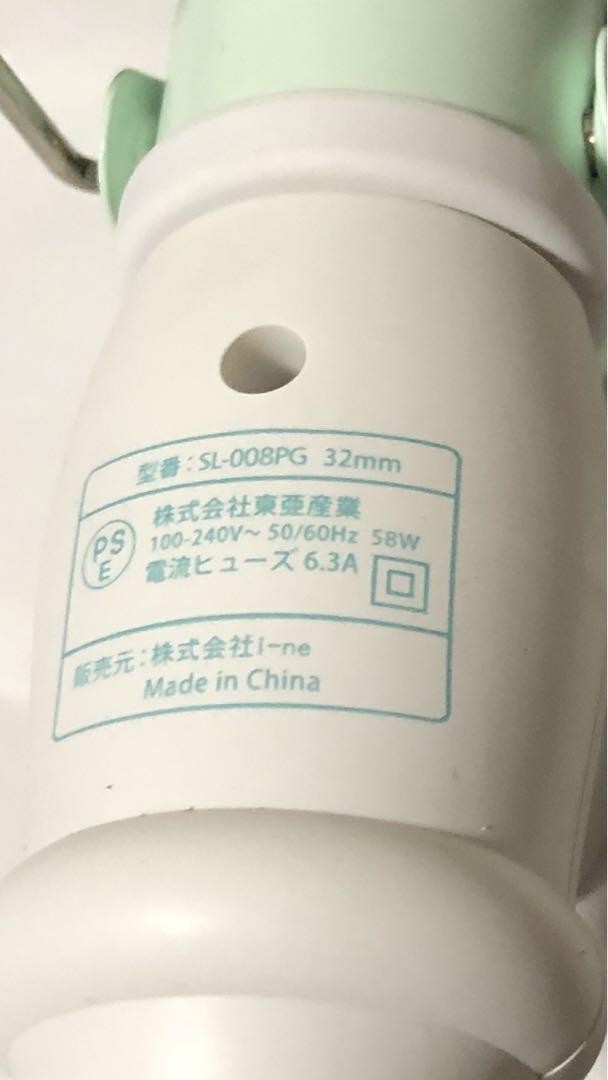 型番：SL-008PG 32mm
株式会社東亜産業
PS
E
100-240V～ 50/60Hz 58W
電流ヒューズ 6.3A
販売元：株式会社I-ne
Made in China